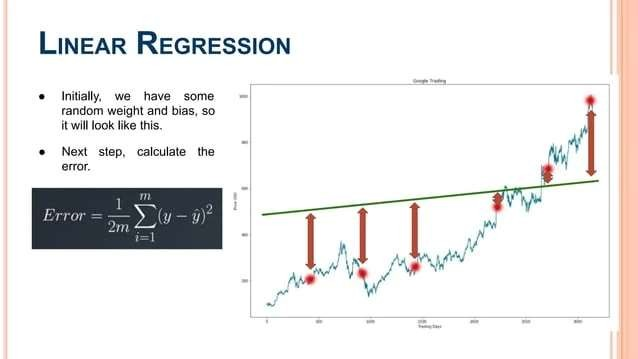 LINEAR REGRESSION
● Initially, we have some
random weight and bias, so
it will look like this.
● Next step, calculate the
error.
Error = \frac{1}{2m} \sum_{i=1}^{m} (y - ŷ)²
Google Trading
1000
800
600
400
200
Price USD
0 500 1000 1500 2000 2500 3000
Trading Days